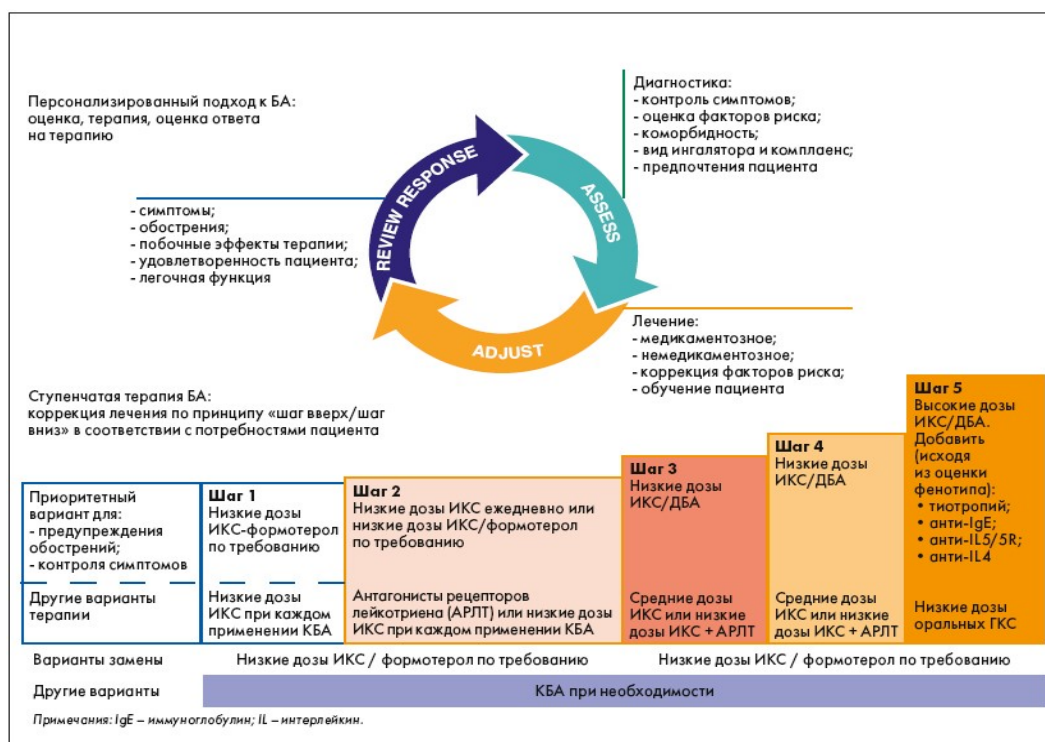 Персонализированный подход к БА:
оценка, терапия, оценка ответа
на терапию
Диагностика:
- контроль симптомов;
- оценка факторов риска;
- коморбидность;
- вид ингалятора и комплаенс;
- предпочтения пациента
REVIEW RESPONSE
ASSESS
ADJUST
- симптомы;
- обострения;
- побочные эффекты терапии;
- удовлетворенность пациента;
- легочная функция
Лечение:
- медикаментозное;
- немедикаментозное;
- коррекция факторов риска;
- обучение пациента
Ступенчатая терапия БА:
коррекция лечения по принципу «шаг вверх/шаг
вниз» в соответствии с потребностями пациента
Приоритетный
вариант для:
- предупреждения
обострений;
- контроля симптомов
Шаг 1
Низкие дозы
ИКС-формотерол
по требованию
Шаг 2
Низкие дозы ИКС ежедневно или
низкие дозы ИКС/формотерол
по требованию
Шаг 3
Низкие дозы
ИКС/ДБА
Шаг 4
Низкие дозы
ИКС/ДБА
Шаг 5
Высокие дозы
ИКС/ДБА.
Добавить
(исходя
из оценки
фенотипа):
• тиотропий;
• анти-IgE;
• анти-IL5/5R;
• анти-IL4
Другие варианты
терапии
Низкие дозы
ИКС при каждом
применении КБА
Антагонисты рецепторов
лейкотриена (АРЛТ) или низкие дозы
ИКС при каждом применении КБА
Средние дозы
ИКС или низкие
дозы ИКС + АРЛТ
Средние дозы
ИКС или низкие
дозы ИКС + АРЛТ
Низкие дозы
оральных ГКС
Варианты замены
Низкие дозы ИКС / формотерол по требованию
Низкие дозы ИКС / формотерол по требованию
Другие варианты
КБА при необходимости
Примечания: IgE – иммуноглобулин; IL – интерлейкин.